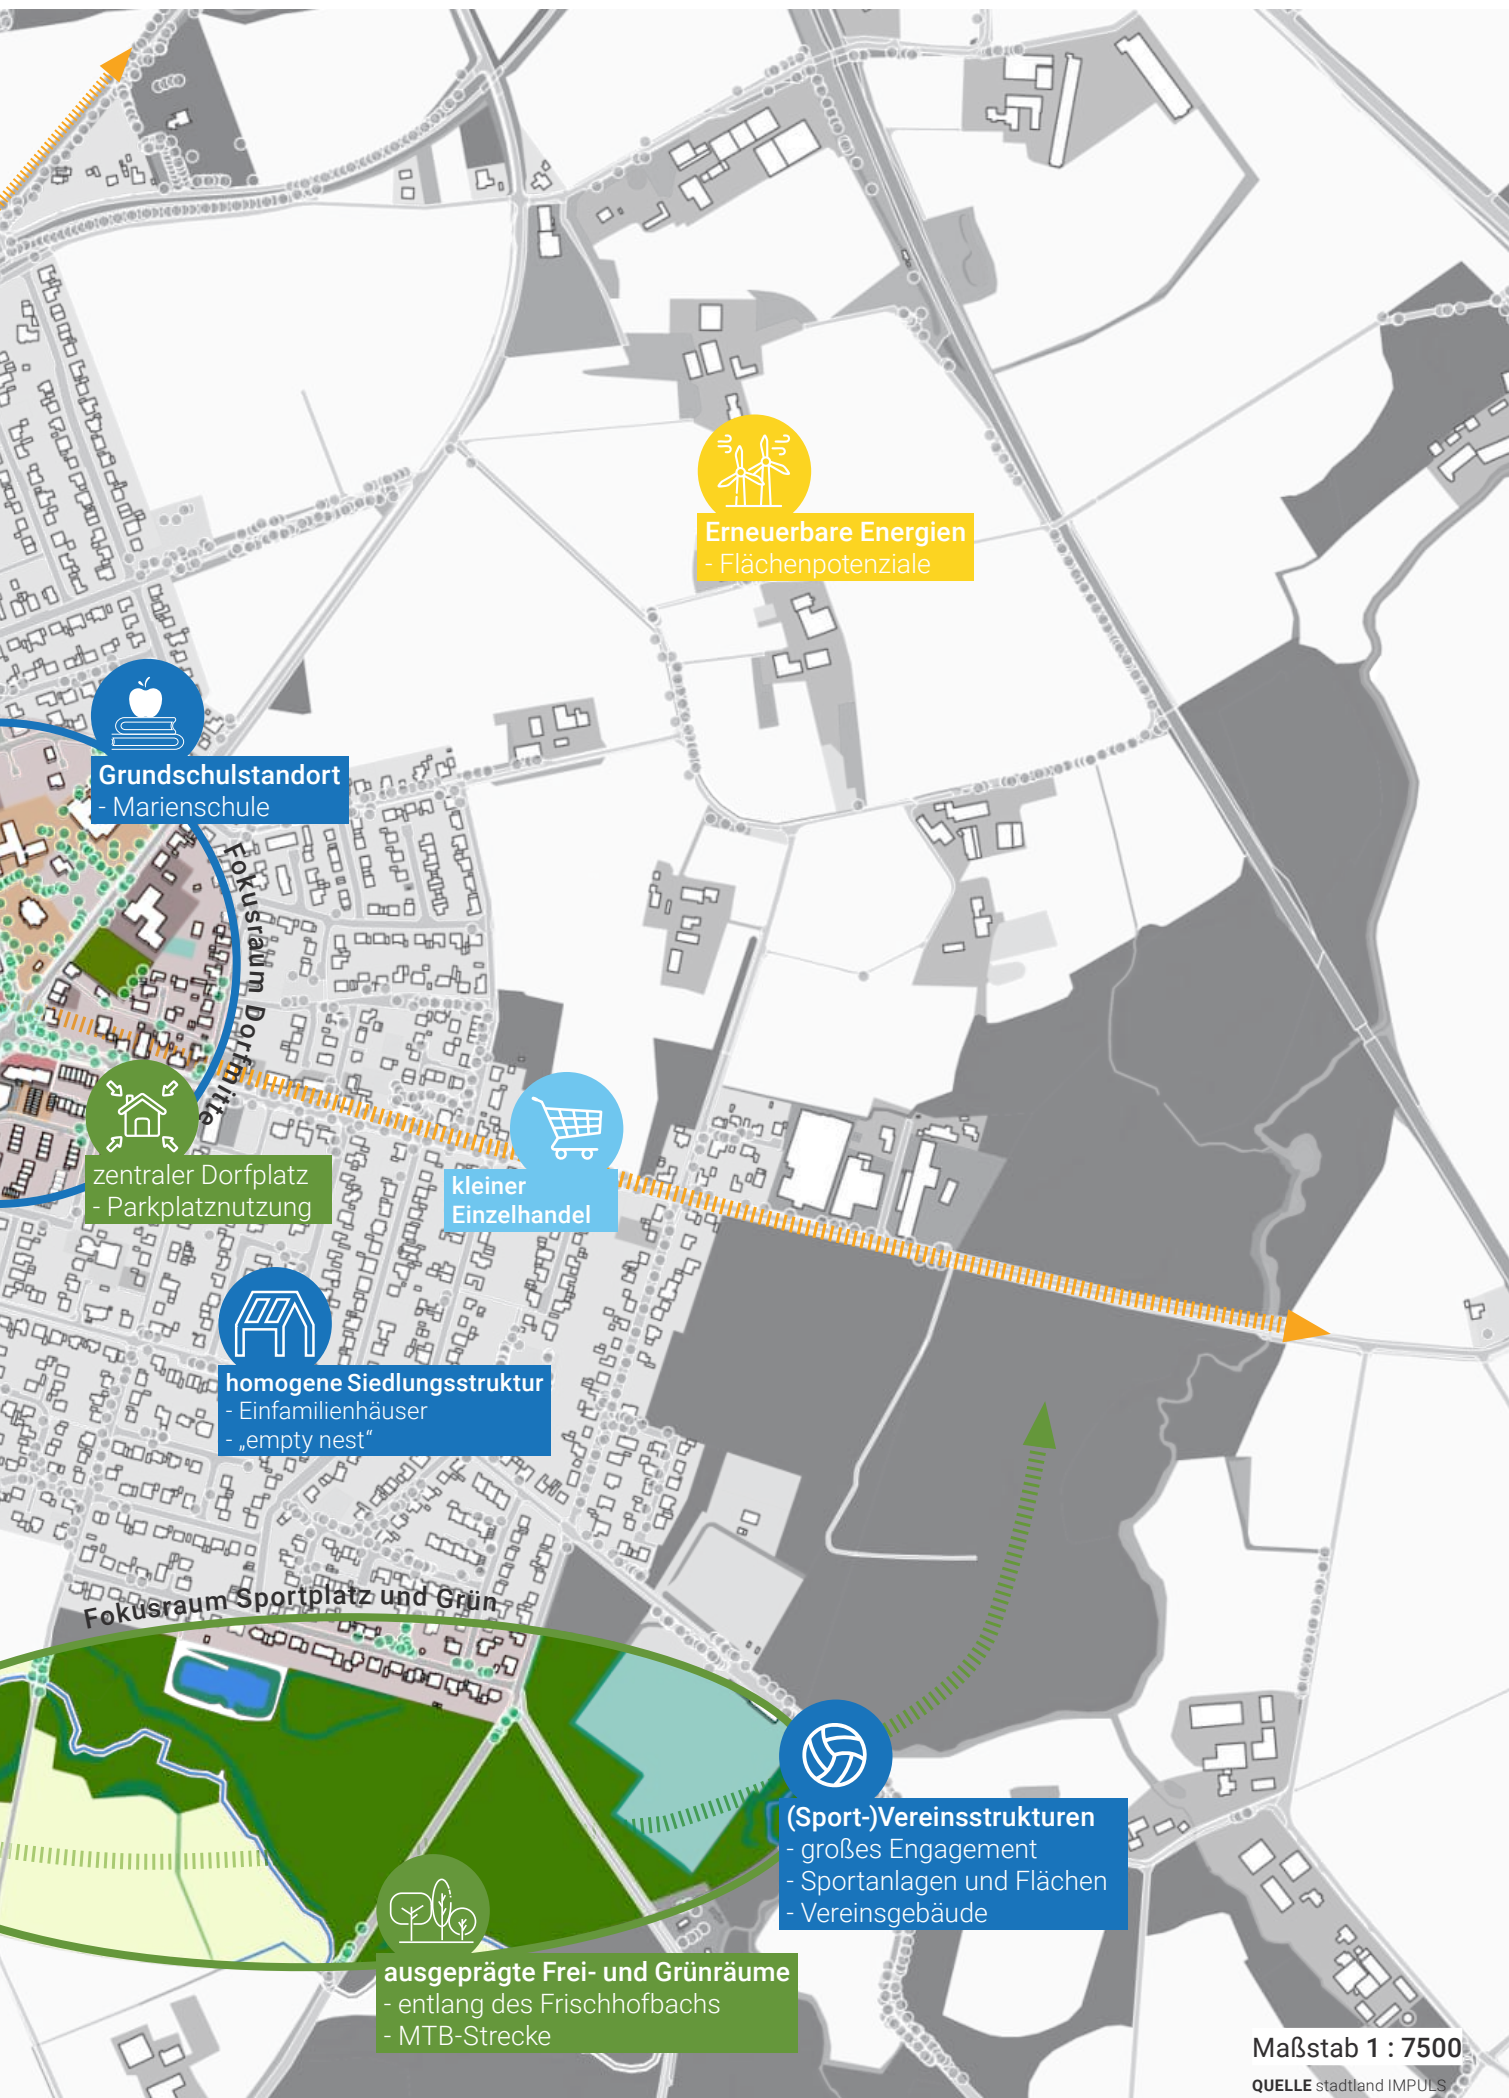 Erneuerbare Energien
- Flächenpotenziale
Grundschulstandort
- Marienschule
Fokusraum Dorfmitte
zentraler Dorfplatz
- Parkplatznutzung
kleiner
Einzelhandel
homogene Siedlungsstruktur
- Einfamilienhäuser
- „empty nest“
Fokusraum Sportplatz und Grün
(Sport-)Vereinsstrukturen
- großes Engagement
- Sportanlagen und Flächen
- Vereinsgebäude
ausgeprägte Frei- und Grünräume
- entlang des Frischhofbachs
- MTB-Strecke
Maßstab 1 : 7500
QUELLE stadtland IMPULS